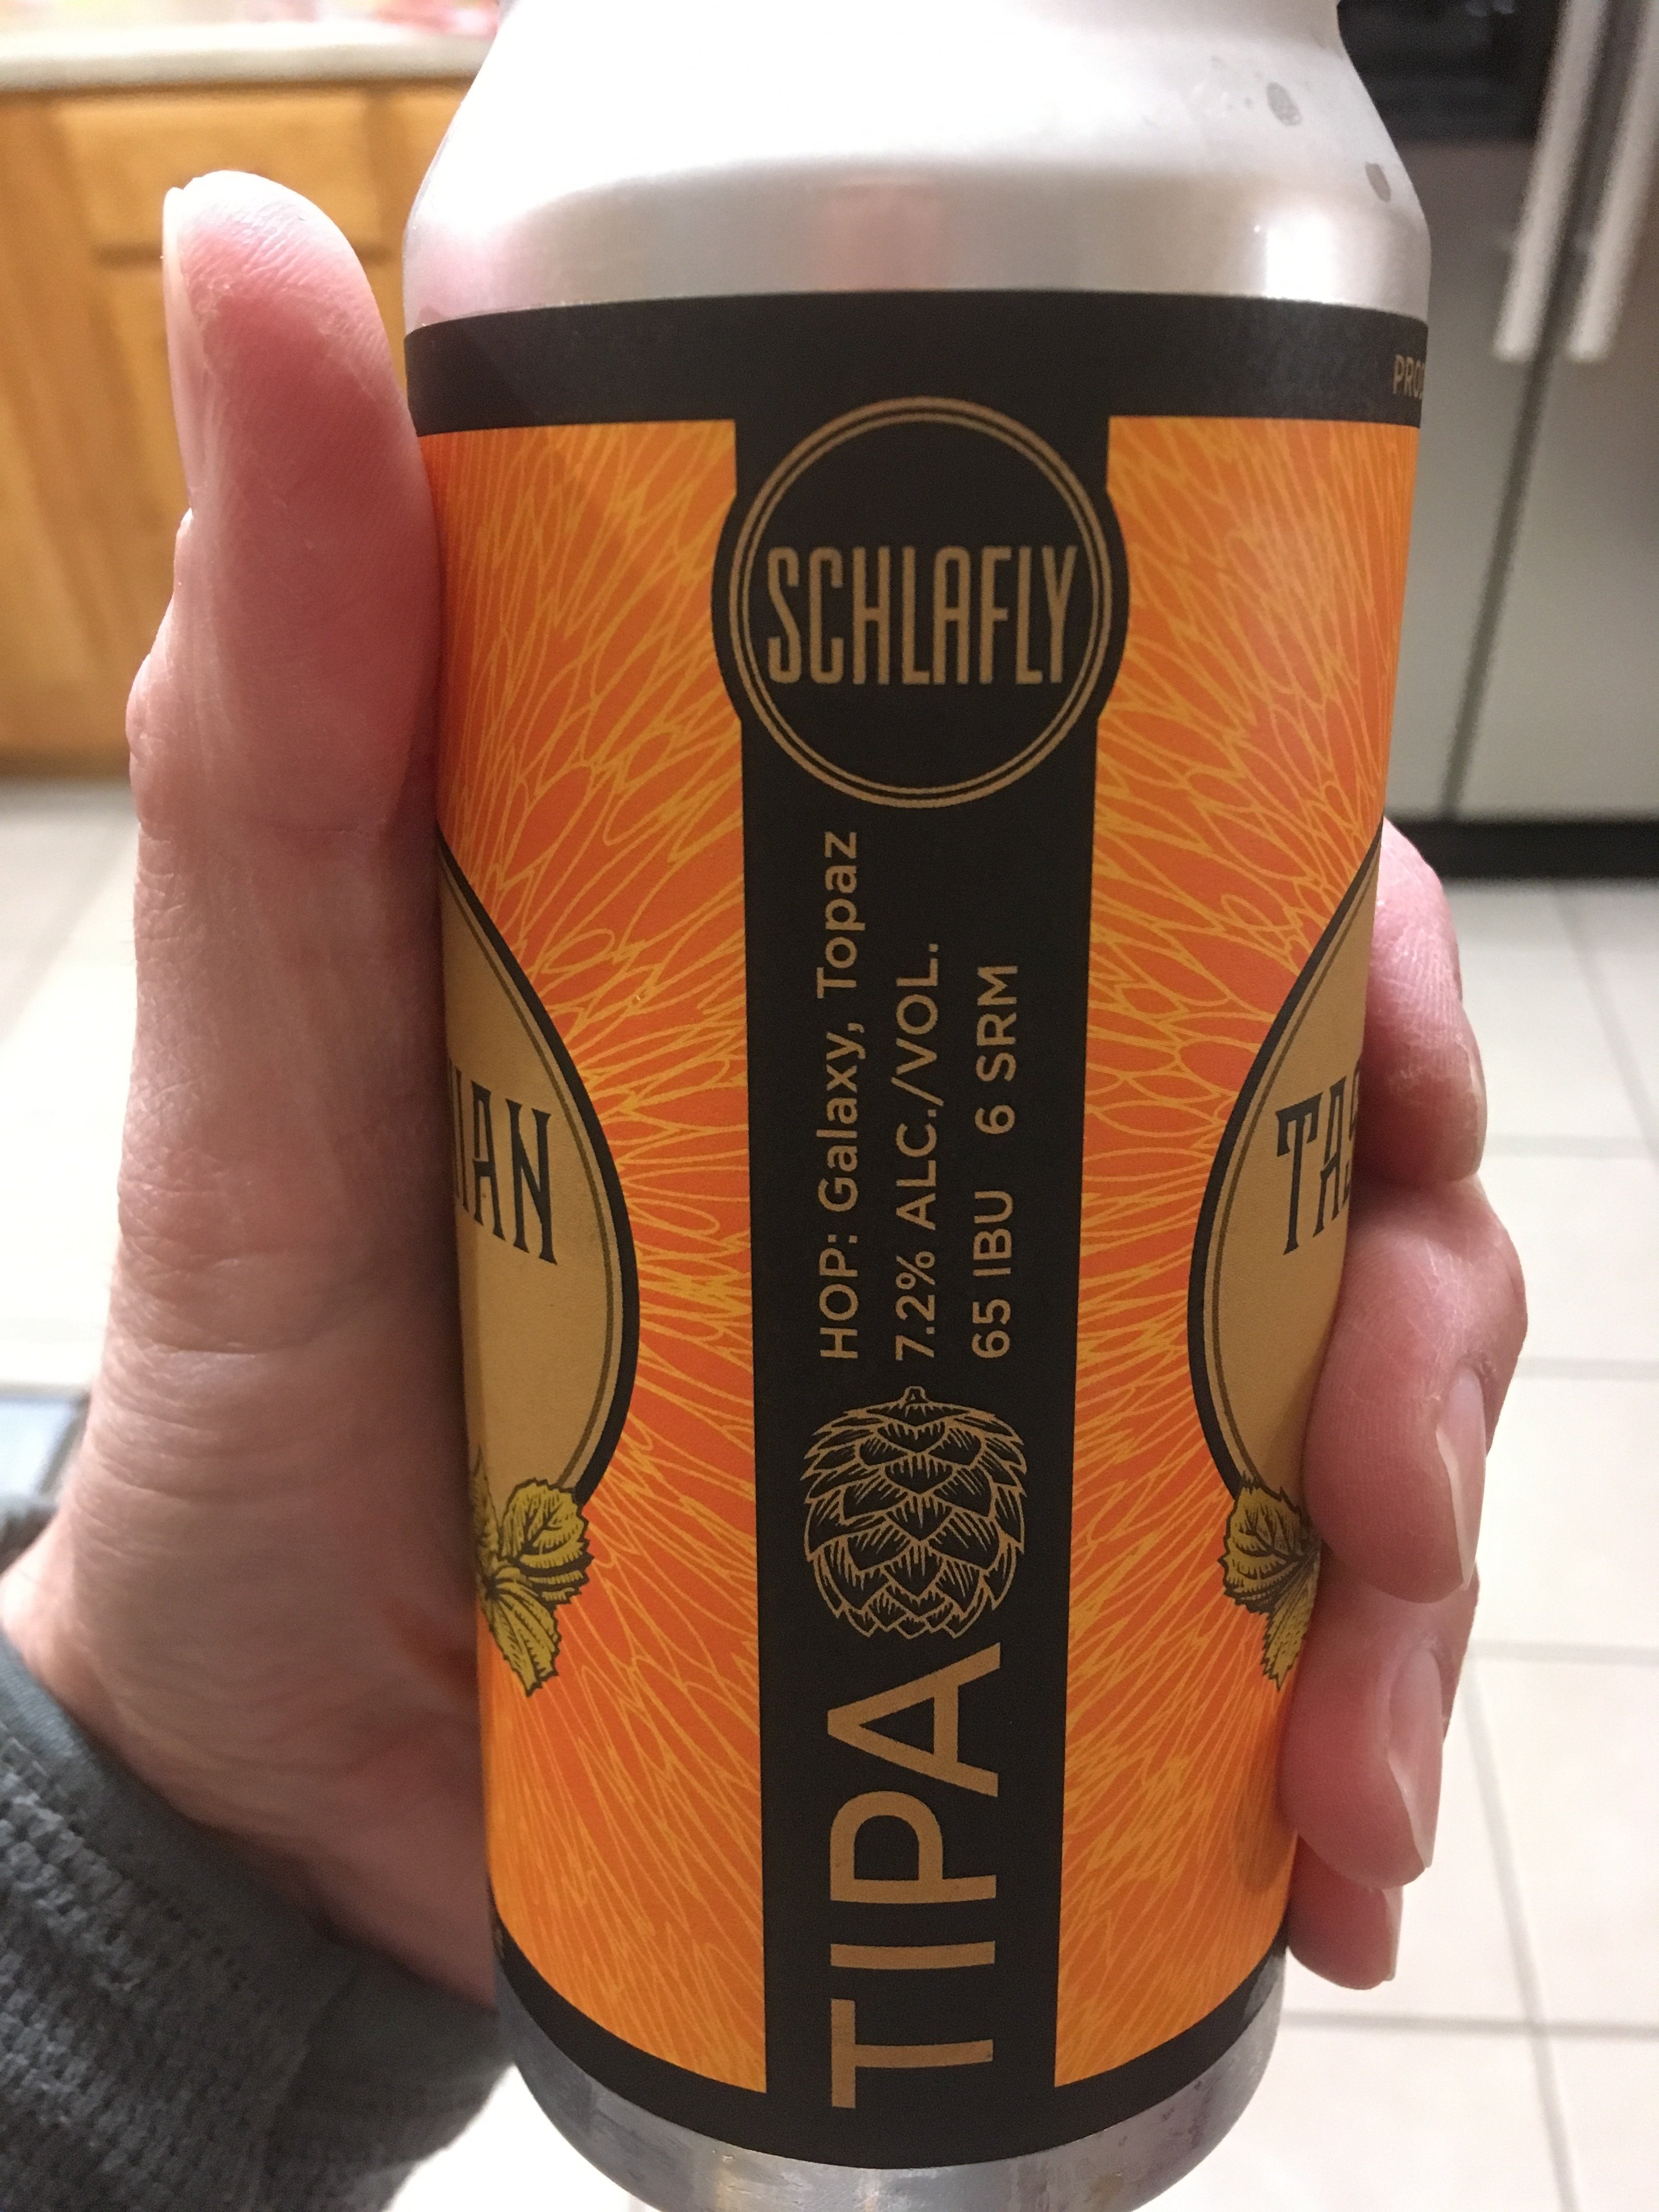 SCHLAFLY
HOP: Galaxy, Topaz
7.2% ALC./VOL.
65 IBU 6 SRM
TIPA